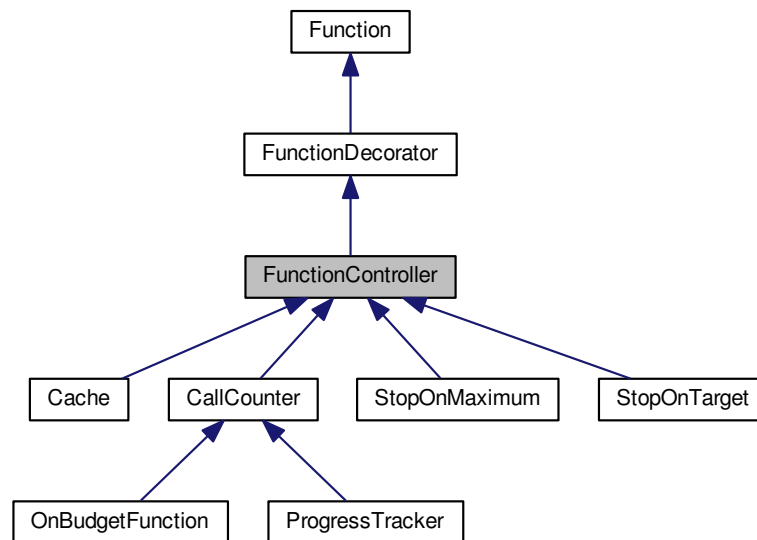 Function
FunctionDecorator
FunctionController
Cache
CallCounter
StopOnMaximum
StopOnTarget
OnBudgetFunction
ProgressTracker